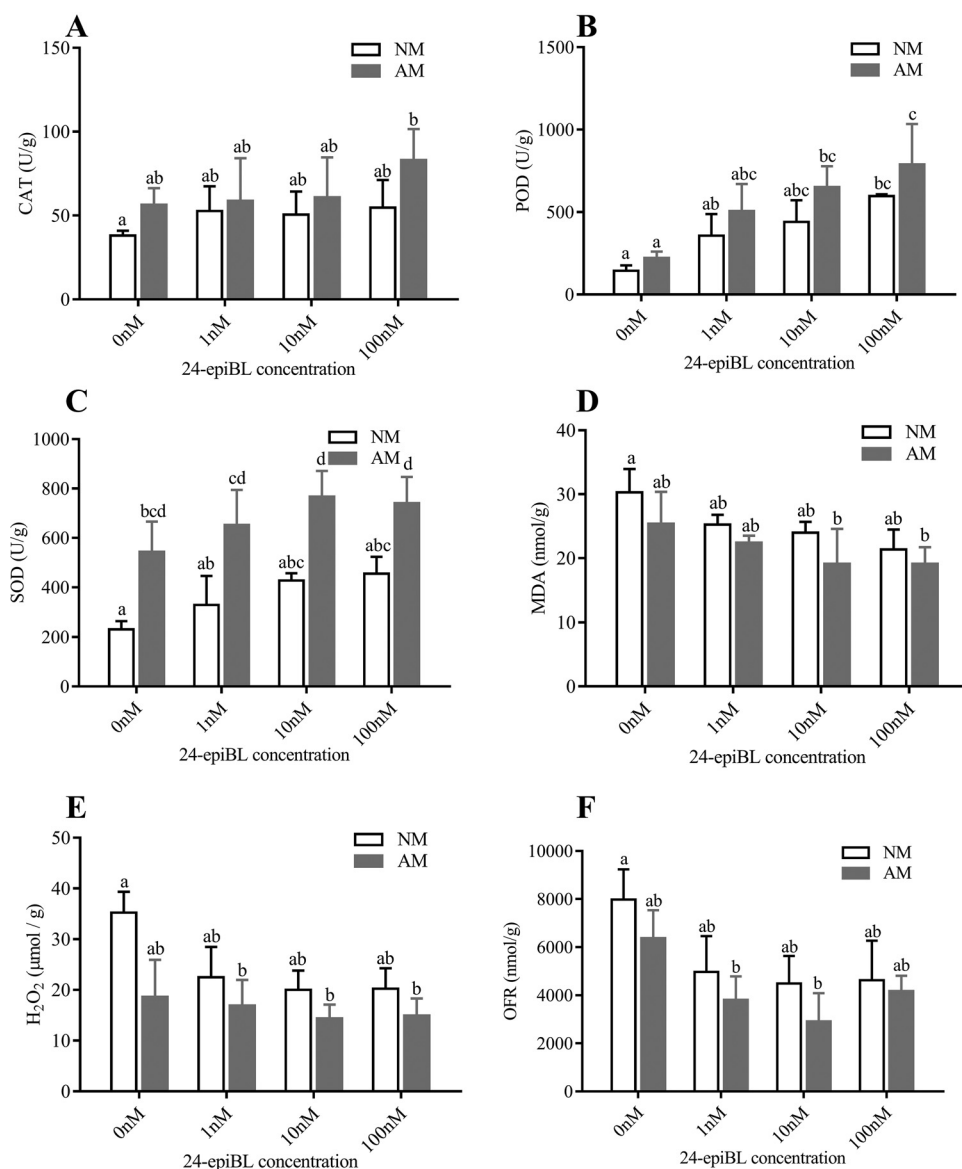 A
NM
AM
150
100
50
0
CAT (U/g)
a
ab
ab
ab
ab
ab
ab
b
0nM
1nM
10nM
100nM
24-epiBL concentration
B
NM
AM
1500
1000
500
0
POD (U/g)
a
a
ab
abc
abc
bc
bc
c
0nM
1nM
10nM
100nM
24-epiBL concentration
C
NM
AM
1000
800
600
400
200
0
SOD (U/g)
a
bcd
ab
cd
abc
d
abc
d
0nM
1nM
10nM
100nM
24-epiBL concentration
D
NM
AM
40
30
20
10
0
MDA (nmol/g)
a
ab
ab
ab
ab
b
ab
b
0nM
1nM
10nM
100nM
24-epiBL concentration
E
NM
AM
50
40
30
20
10
0
H₂O₂ (μmol / g)
a
ab
ab
b
ab
b
ab
b
0nM
1nM
10nM
100nM
24-epiBL concentration
F
NM
AM
10000
8000
6000
4000
2000
0
OFR (nmol/g)
a
ab
ab
b
ab
b
ab
ab
0nM
1nM
10nM
100nM
24-epiBL concentration